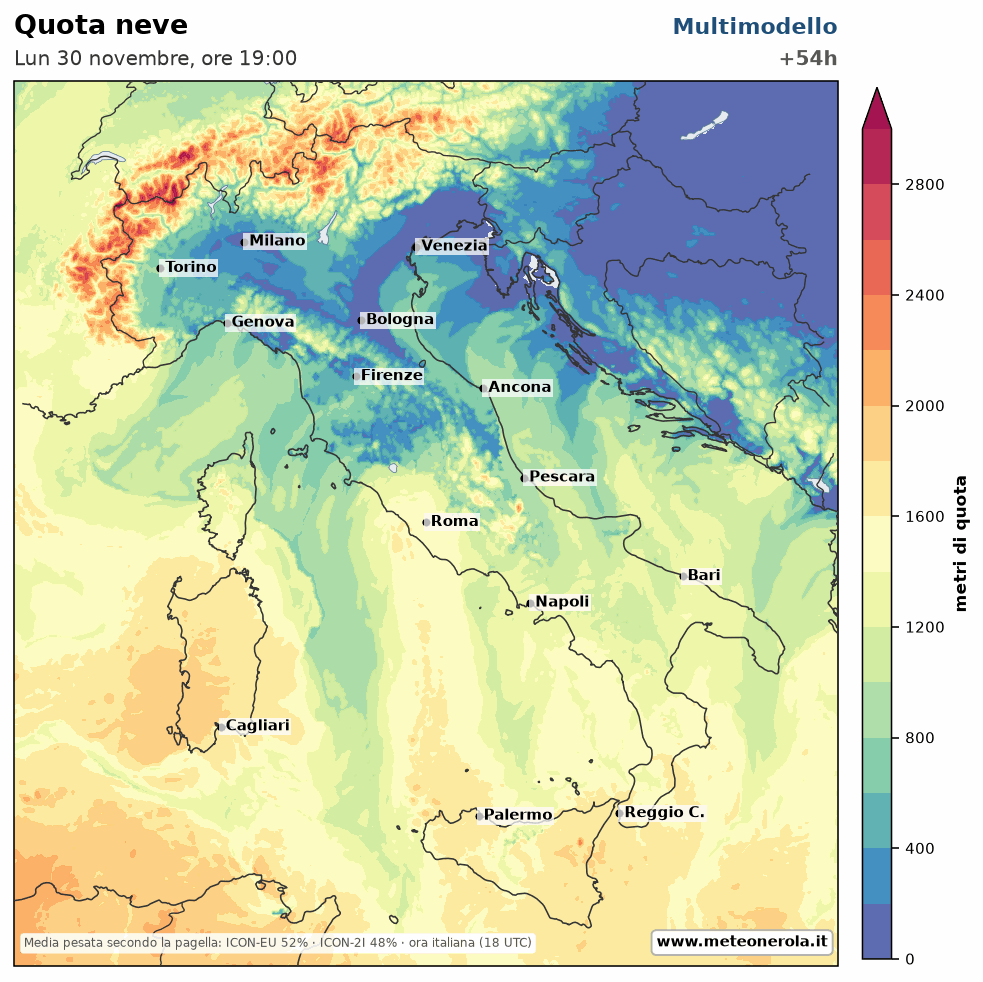 Quota neve
Multimodello
Lun 30 novembre, ore 19:00
+54h
Milano
Venezia
Torino
Genova
Bologna
Firenze
Ancona
Pescara
Roma
Bari
Napoli
Cagliari
Palermo
Reggio C.
2800
2400
2000
1600
1200
800
400
0
metri di quota
Media pesata secondo la pagella: ICON-EU 52% · ICON-2I 48% · ora italiana (18 UTC)
www.meteonerola.it